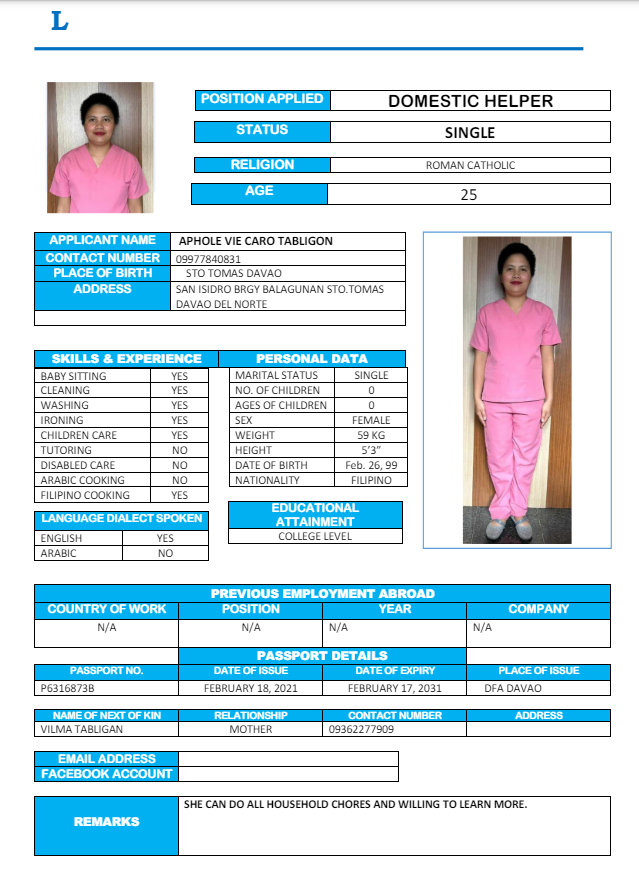 L
POSITION APPLIED DOMESTIC HELPER
STATUS SINGLE
RELIGION ROMAN CATHOLIC
AGE 25
APPLICANT NAME APHOLE VIE CARO TABLIGON
CONTACT NUMBER 09977840831
PLACE OF BIRTH STO TOMAS DAVAO
ADDRESS SAN ISIDRO BRGY BALAGUNAN STO.TOMAS
DAVAO DEL NORTE
SKILLS & EXPERIENCE PERSONAL DATA
BABY SITTING YES MARITAL STATUS SINGLE
CLEANING YES NO. OF CHILDREN 0
WASHING YES AGES OF CHILDREN 0
IRONING YES SEX FEMALE
CHILDREN CARE YES WEIGHT 59 KG
TUTORING NO HEIGHT 5’3”
DISABLED CARE NO DATE OF BIRTH Feb. 26, 99
ARABIC COOKING NO NATIONALITY FILIPINO
FILIPINO COOKING YES
EDUCATIONAL
ATTAINMENT
COLLEGE LEVEL
LANGUAGE DIALECT SPOKEN
ENGLISH YES
ARABIC NO
PREVIOUS EMPLOYMENT ABROAD
COUNTRY OF WORK POSITION YEAR COMPANY
N/A N/A N/A N/A
PASSPORT DETAILS
PASSPORT NO. DATE OF ISSUE DATE OF EXPIRY PLACE OF ISSUE
P6316873B FEBRUARY 18, 2021 FEBRUARY 17, 2031 DFA DAVAO
NAME OF NEXT OF KIN RELATIONSHIP CONTACT NUMBER ADDRESS
VILMA TABLIGAN MOTHER 09362277909
EMAIL ADDRESS
FACEBOOK ACCOUNT
REMARKS SHE CAN DO ALL HOUSEHOLD CHORES AND WILLING TO LEARN MORE.